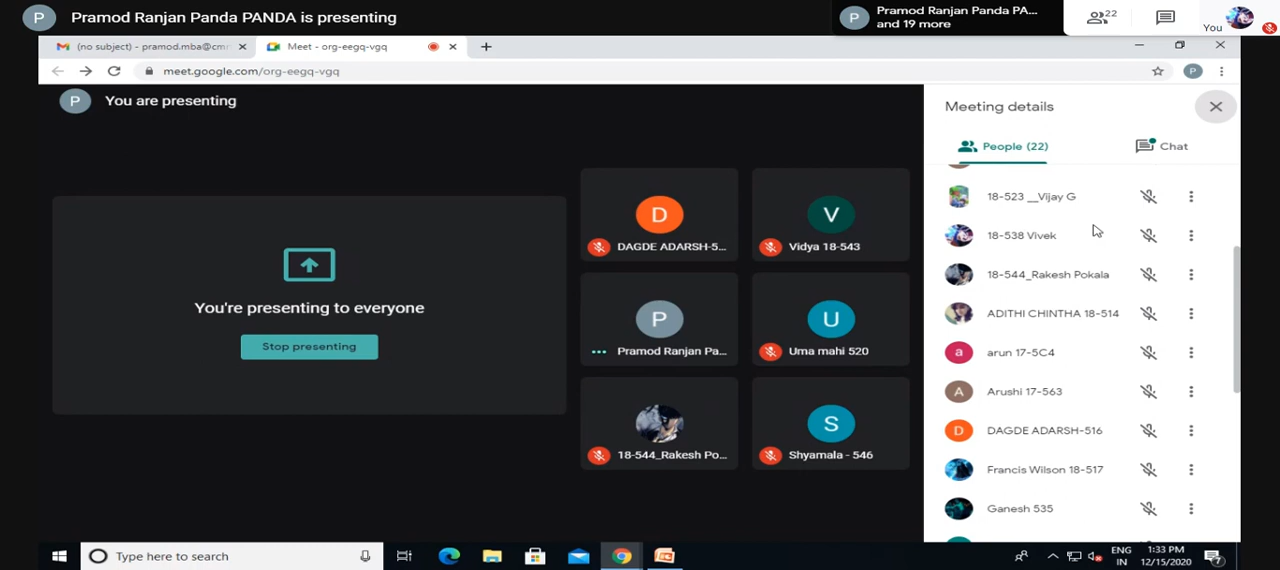 P Pramod Ranjan Panda PANDA is presenting
P Pramod Ranjan Panda PA...
and 19 more
22
You
(no subject) - pramod.mba@cmr
Meet - org-eegq-vgq
meet.google.com/org-eegq-vgq
P
P You are presenting
You're presenting to everyone
Stop presenting
D
DAGDE ADARSH-5...
V
Vidya 18-543
P
Pramod Ranjan Pa...
U
Uma mahi 520
18-544_Rakesh Po...
S
Shyamala - 546
Meeting details
People (22)
Chat
18-523 __Vijay G
18-538 Vivek
18-544_Rakesh Pokala
ADITHI CHINTHA 18-514
a arun 17-5C4
A Arushi 17-563
D DAGDE ADARSH-516
Francis Wilson 18-517
Ganesh 535
Type here to search
ENG
IN
1:33 PM
12/15/2020
7